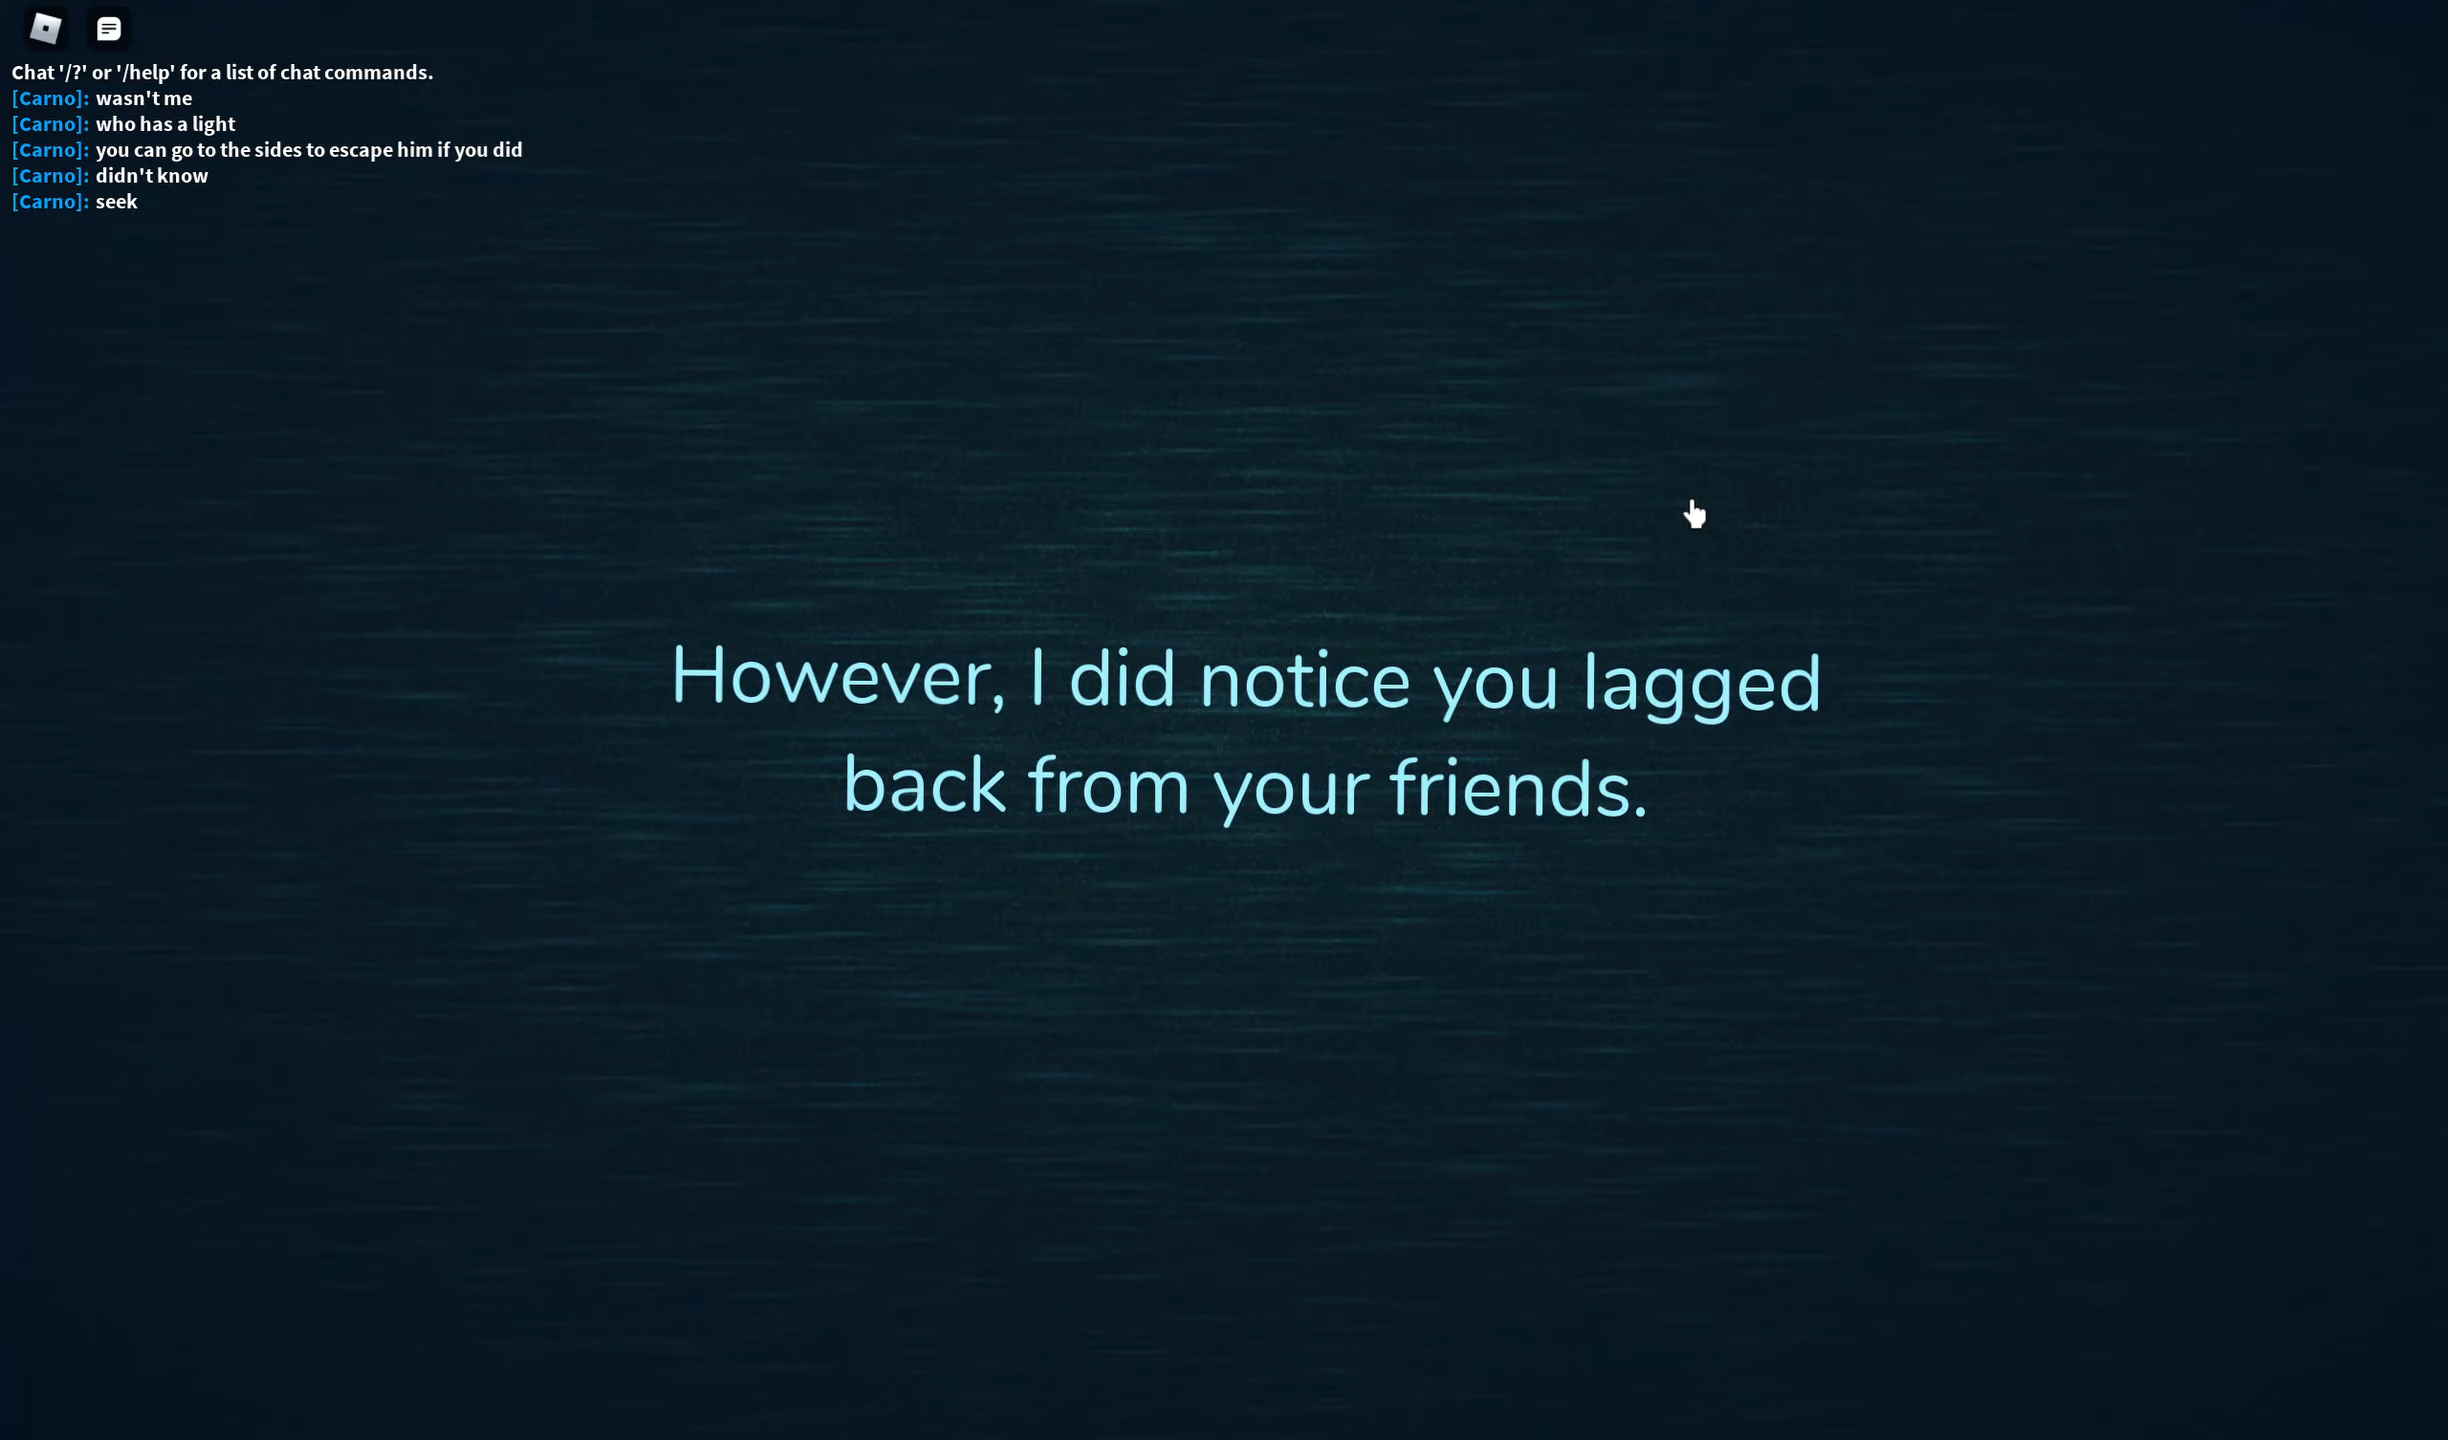 Chat '/?' or '/help' for a list of chat commands.
[Carno]: wasn't me
[Carno]: who has a light
[Carno]: you can go to the sides to escape him if you did
[Carno]: didn't know
[Carno]: seek
However, I did notice you lagged
back from your friends.